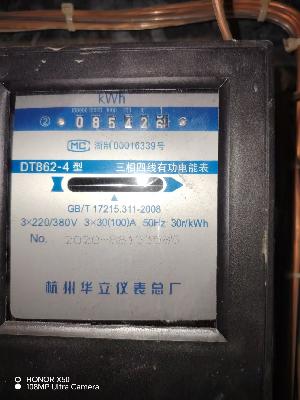 kWh
② 08542
MC 浙制00016339号
DT862-4型 三相四线有功电能表
GB/T 17215.311-2008
3×220/380V 3×30(100)A 50Hz 30r/kWh
No.
杭州华立仪表总厂
HONOR X50
108MP Ultra Camera